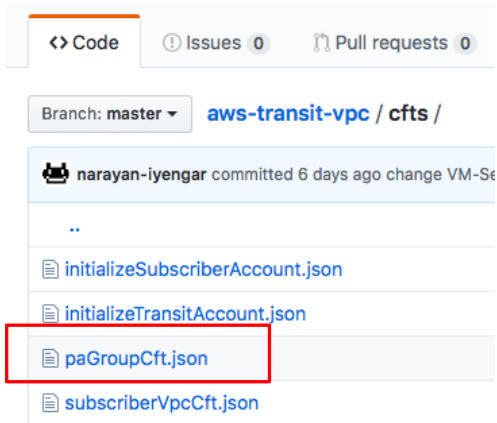 Code Issues 0 Pull requests 0
Branch: master aws-transit-vpc / cfts /
narayan-iyengar committed 6 days ago change VM-Se
..
initializeSubscriberAccount.json
initializeTransitAccount.json
paGroupCft.json
subscriberVpcCft.json